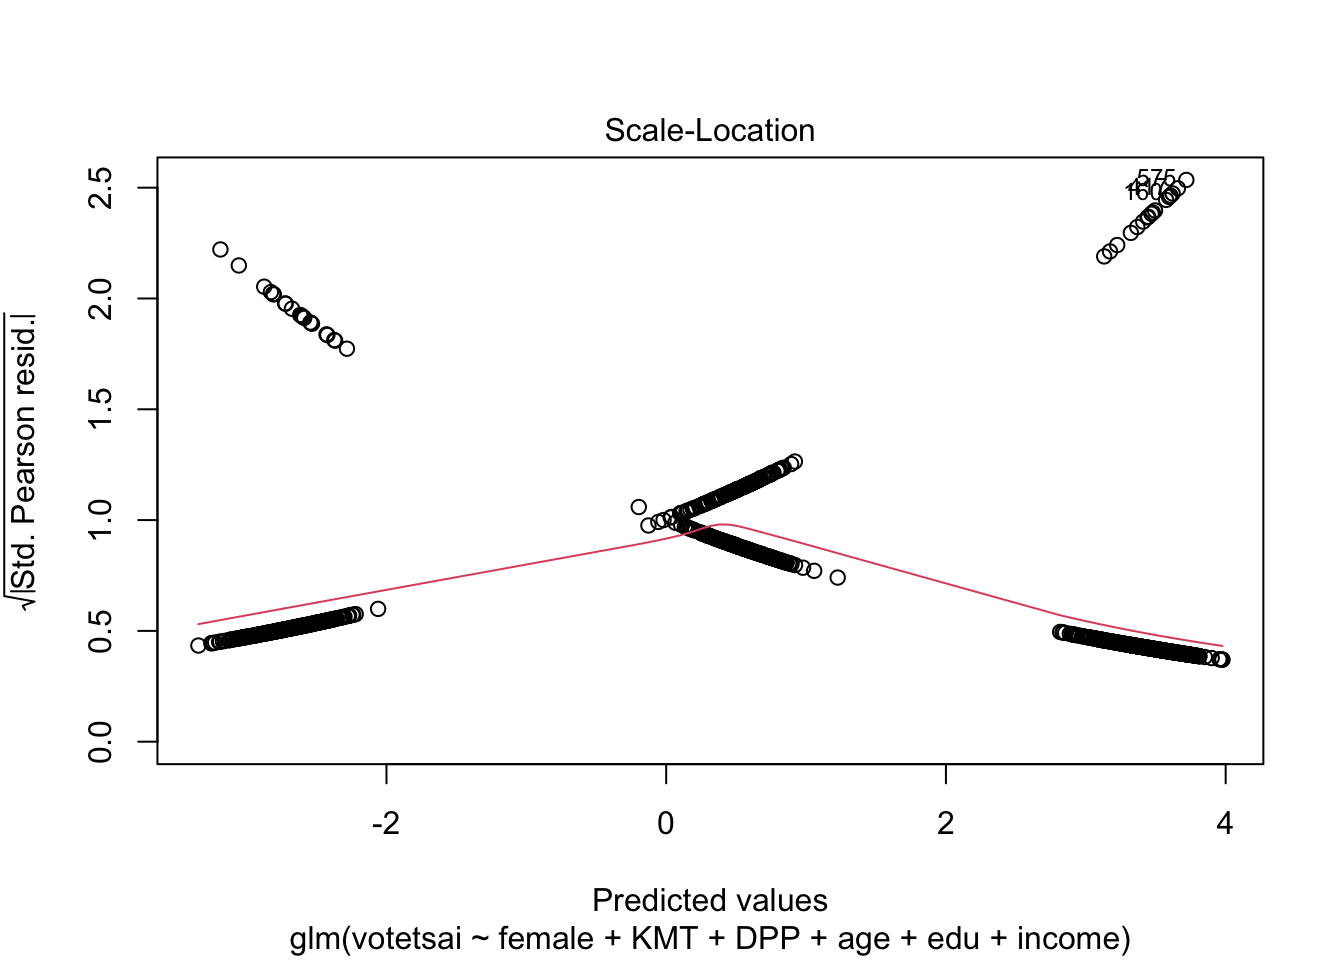 Scale-Location
√|Std. Pearson resid.|
2.5
2.0
1.5
1.0
0.5
0.0
575
-2
0
2
4
Predicted values
glm(votetsai ~ female + KMT + DPP + age + edu + income)